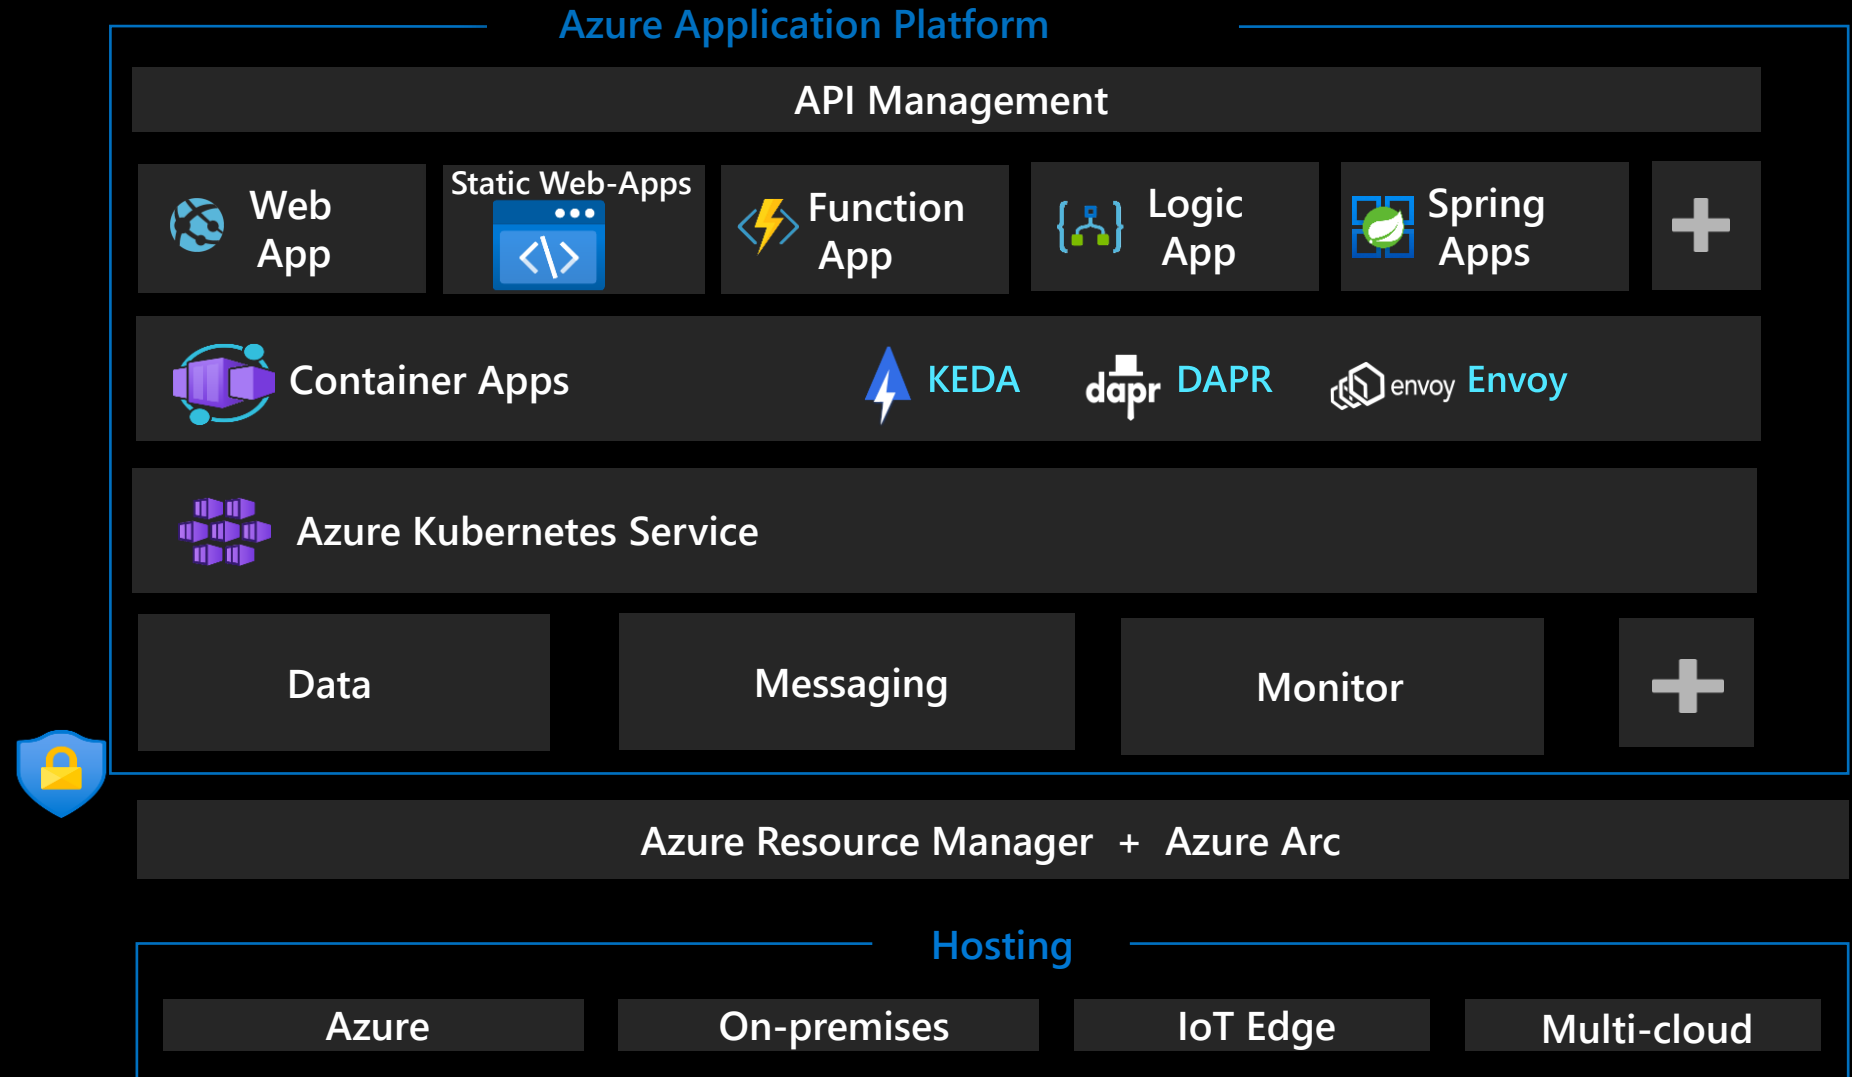 Azure Application Platform
API Management
Web
App
Static Web-Apps
</>
Function
App
Logic
App
Spring
Apps
Container Apps
KEDA
dapr
DAPR
envoy
Envoy
Azure Kubernetes Service
Data
Messaging
Monitor
Azure Resource Manager + Azure Arc
Hosting
Azure
On-premises
IoT Edge
Multi-cloud